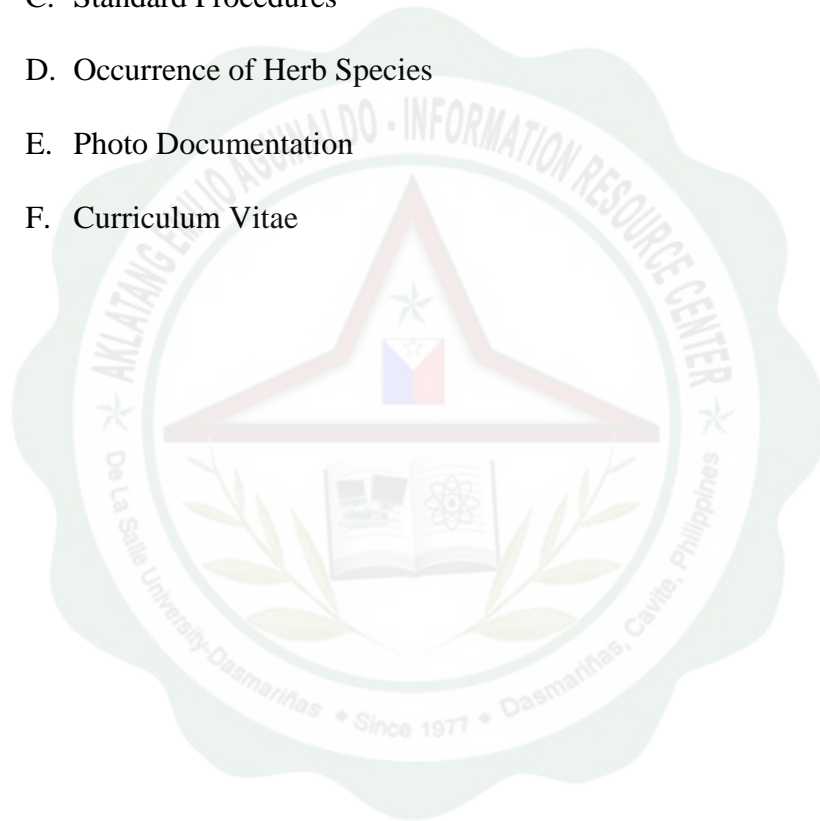 C. Standard Procedures
D. Occurrence of Herb Species
E. Photo Documentation
F. Curriculum Vitae
AKLATANG EMILIO AGUINALDO - INFORMATION RESOURCE CENTER
De La Salle University-Dasmariñas • Since 1977 • Dasmariñas, Cavite, Philippines